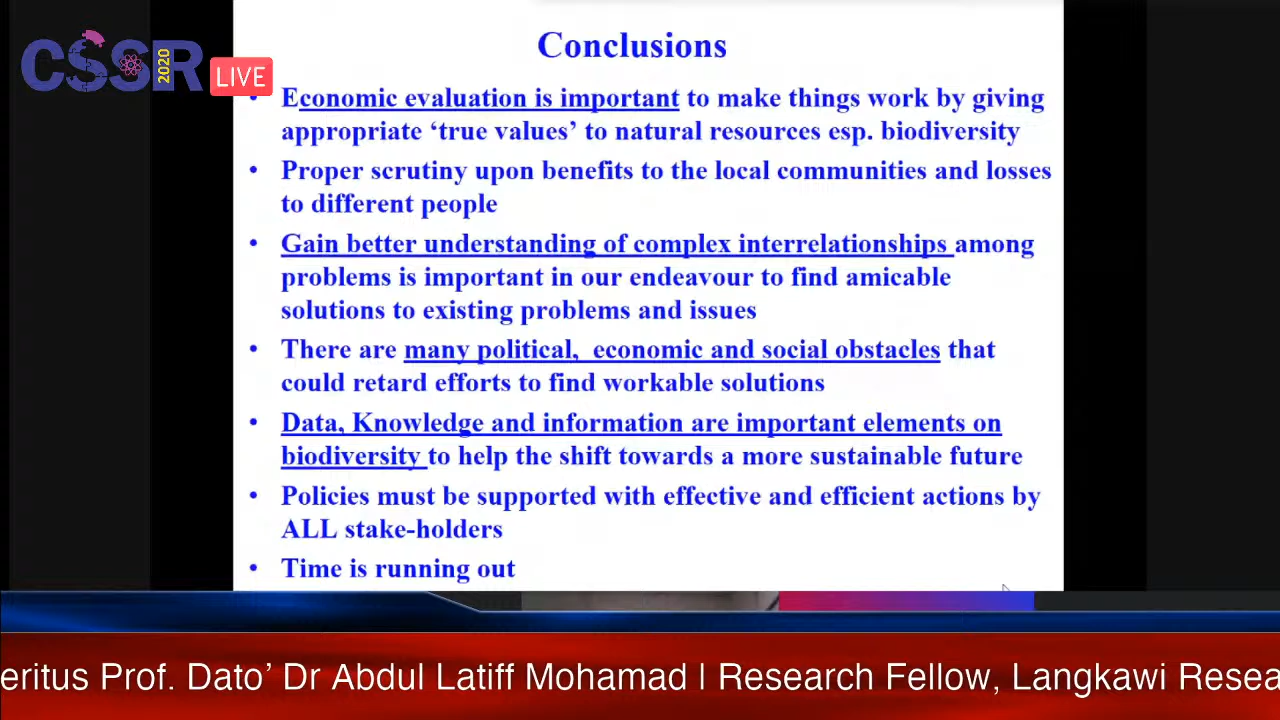 CSSR 2020
LIVE
Conclusions
• Economic evaluation is important to make things work by giving
appropriate ‘true values’ to natural resources esp. biodiversity
• Proper scrutiny upon benefits to the local communities and losses
to different people
• Gain better understanding of complex interrelationships among
problems is important in our endeavour to find amicable
solutions to existing problems and issues
• There are many political, economic and social obstacles that
could retard efforts to find workable solutions
• Data, Knowledge and information are important elements on
biodiversity to help the shift towards a more sustainable future
• Policies must be supported with effective and efficient actions by
ALL stake-holders
• Time is running out
eritus Prof. Dato’ Dr Abdul Latiff Mohamad | Research Fellow, Langkawi Resea